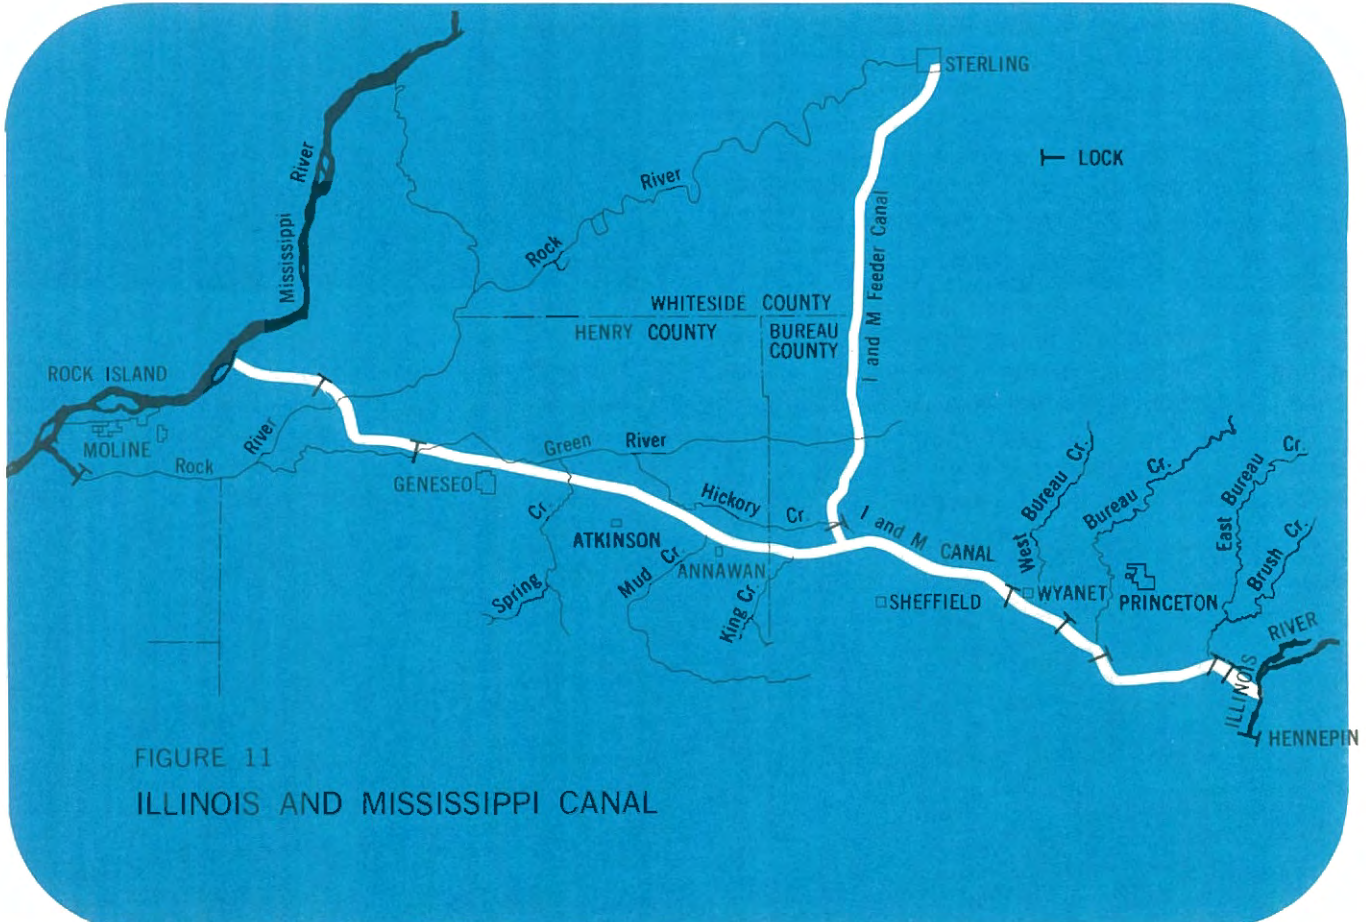 STERLING
LOCK
Mississippi River
Rock River
I and M Feeder Canal
WHITESIDE COUNTY
HENRY COUNTY
BUREAU
COUNTY
ROCK ISLAND
MOLINE
Rock River
Green River
GENESEO
Hickory Cr.
I and M CANAL
West Bureau Cr.
Bureau Cr.
East Bureau Cr.
Brush Cr.
Spring Cr.
ATKINSON
Mud Cr.
ANNAWAN
King Cr.
SHEFFIELD
WYANET
PRINCETON
ILLINOIS RIVER
HENNEPIN
FIGURE 11
ILLINOIS AND MISSISSIPPI CANAL